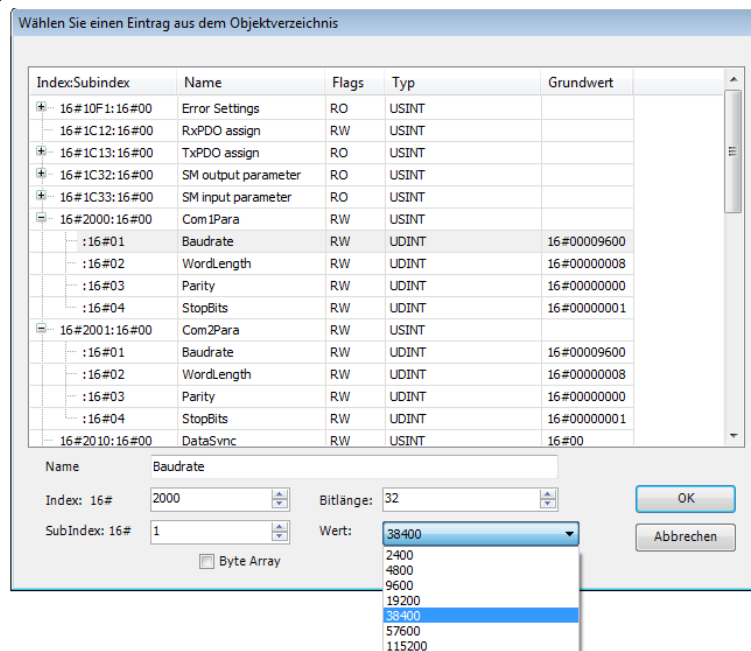 Wählen Sie einen Eintrag aus dem Objektverzeichnis
Index:Subindex Name Flags Typ Grundwert
16#10F1:16#00 Error Settings RO USINT
16#1C12:16#00 RxPDO assign RW USINT
16#1C13:16#00 TxPDO assign RO USINT
16#1C32:16#00 SM output parameter RO USINT
16#1C33:16#00 SM input parameter RO USINT
16#2000:16#00 Com1Para RW USINT
:16#01 Baudrate RW UDINT 16#00009600
:16#02 WordLength RW UDINT 16#00000008
:16#03 Parity RW UDINT 16#00000000
:16#04 StopBits RW UDINT 16#00000001
16#2001:16#00 Com2Para RW USINT
:16#01 Baudrate RW UDINT 16#00009600
:16#02 WordLength RW UDINT 16#00000008
:16#03 Parity RW UDINT 16#00000000
:16#04 StopBits RW UDINT 16#00000001
16#2010:16#00 DataSync RW USINT 16#00
Name Baudrate
Index: 16# 2000 Bitlänge: 32 OK
SubIndex: 16# 1 Wert: 38400 Abbrechen
Byte Array
2400
4800
9600
19200
38400
57600
115200